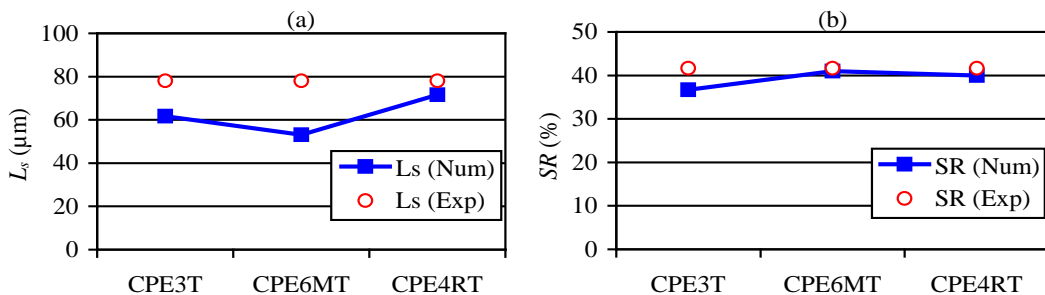 (a)
100
80
60
40
20
0
L_s (µm)
Ls (Num)
Ls (Exp)
CPE3T CPE6MT CPE4RT
(b)
50
40
30
20
10
0
SR (%)
SR (Num)
SR (Exp)
CPE3T CPE6MT CPE4RT